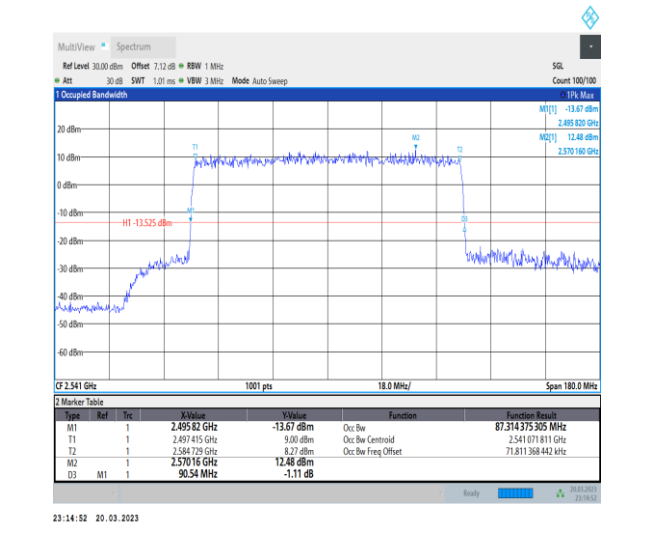 MultiView Spectrum
Ref Level 30.00 dBm Offset 7.12 dB RBW 1 MHz SGL
Att 30 dB SWT 1.01 ms VBW 3 MHz Mode Auto Sweep Count 100/100
1 Occupied Bandwidth 1Pk Max
M1[1] -13.67 dBm
2.495 820 GHz
M2[1] 12.48 dBm
2.570 160 GHz
20 dBm
10 dBm
0 dBm
-10 dBm
-20 dBm
-30 dBm
-40 dBm
-50 dBm
-60 dBm
H1 -13.525 dBm
T1
M2
T2
M1
D3
CF 2.541 GHz 1001 pts 18.0 MHz/ Span 180.0 MHz
2 Marker Table
Type Ref Trc X-Value Y-Value Function Function Result
M1 1 2.495 82 GHz -13.67 dBm Occ Bw 87.314 375 305 MHz
T1 1 2.497 415 GHz 9.00 dBm Occ Bw Centroid 2.541 071 811 GHz
T2 1 2.584 729 GHz 8.27 dBm Occ Bw Freq Offset 71.811 368 442 kHz
M2 1 2.570 16 GHz 12.48 dBm
D3 M1 1 90.54 MHz -1.11 dB
Ready 20.03.2023
23:14:52
23:14:52 20.03.2023